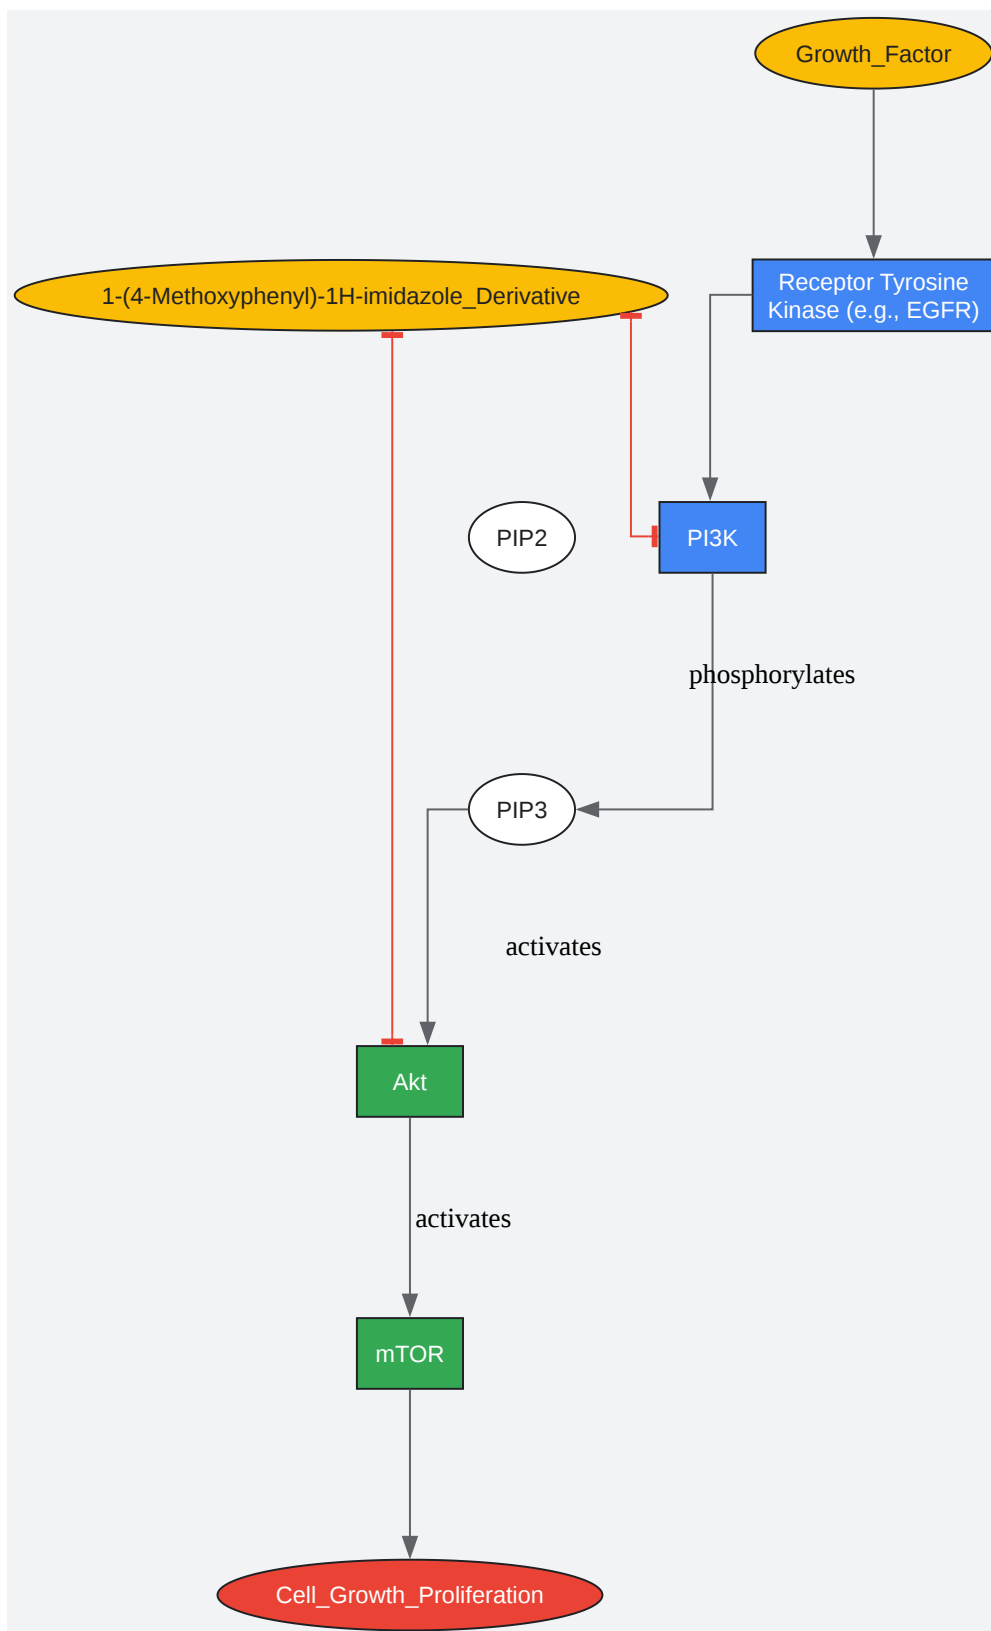 Growth_Factor
1-(4-Methoxyphenyl)-1H-imidazole_Derivative
Receptor Tyrosine
Kinase (e.g., EGFR)
PIP2
PI3K
phosphorylates
PIP3
activates
Akt
activates
mTOR
Cell_Growth_Proliferation